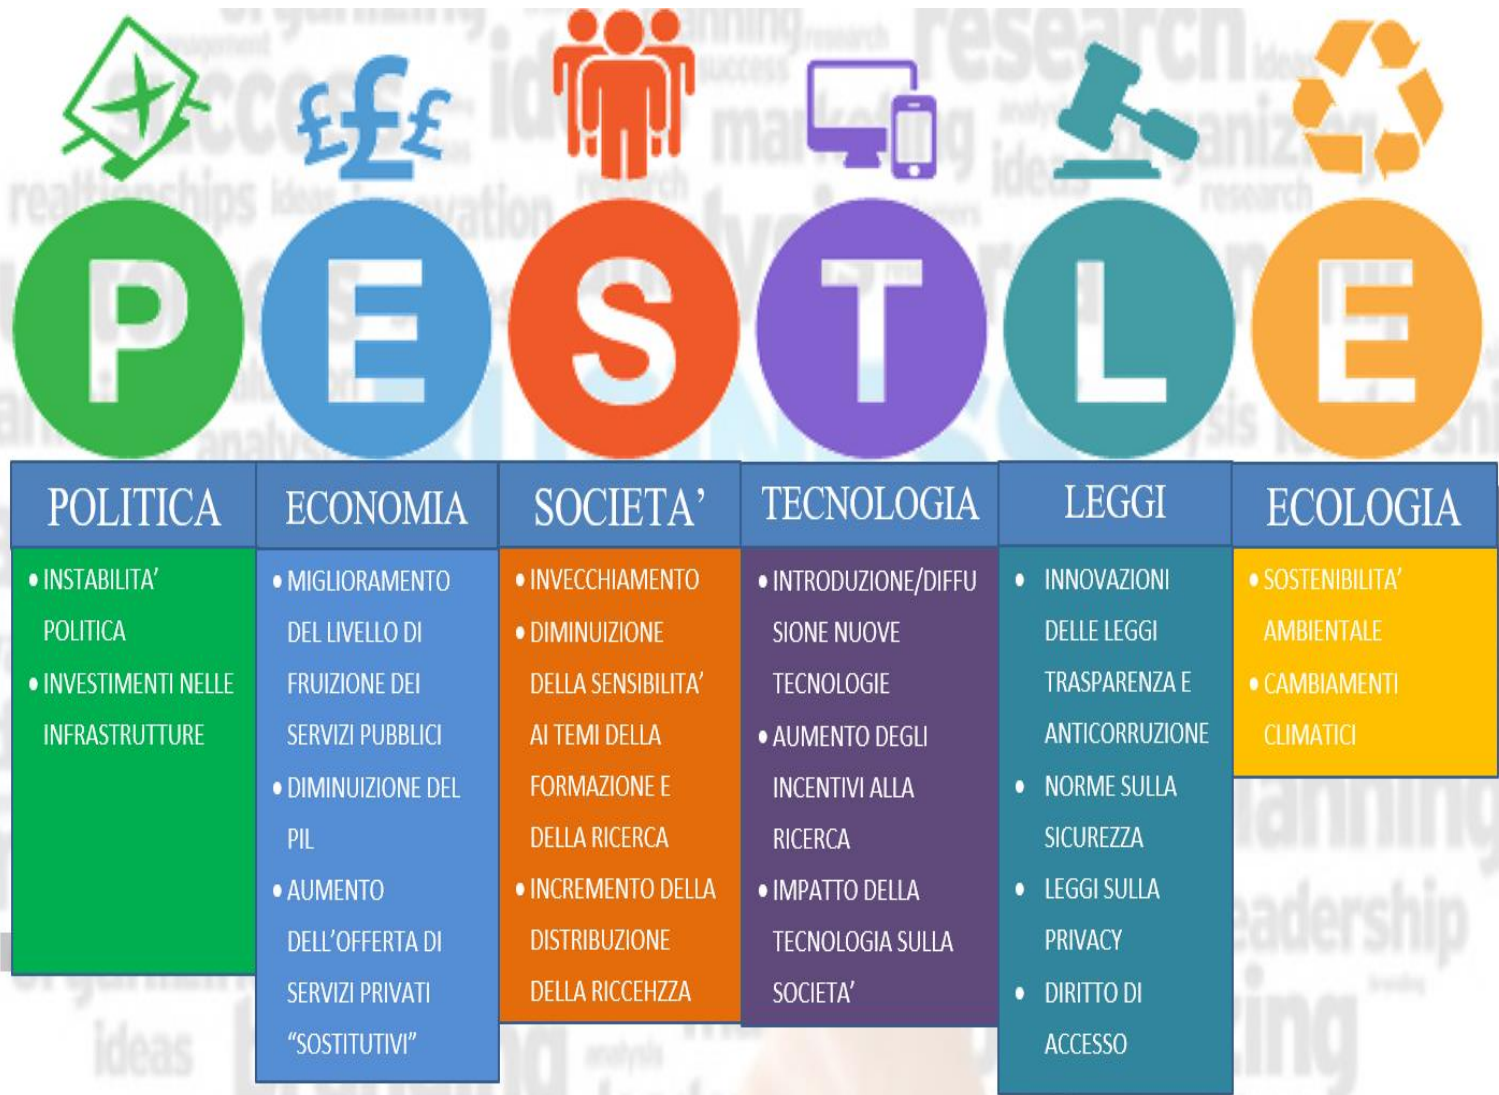 P E S T L E
POLITICA
• INSTABILITA’
POLITICA
• INVESTIMENTI NELLE
INFRASTRUTTURE
ECONOMIA
• MIGLIORAMENTO
DEL LIVELLO DI
FRUIZIONE DEI
SERVIZI PUBBLICI
• DIMINUIZIONE DEL
PIL
• AUMENTO
DELL’OFFERTA DI
SERVIZI PRIVATI
“SOSTITUTIVI”
SOCIETA’
• INVECCHIAMENTO
• DIMINUIZIONE
DELLA SENSIBILITA’
AI TEMI DELLA
FORMAZIONE E
DELLA RICERCA
• INCREMENTO DELLA
DISTRIBUZIONE
DELLA RICCEHZZA
TECNOLOGIA
• INTRODUZIONE/DIFFU
SIONE NUOVE
TECNOLOGIE
• AUMENTO DEGLI
INCENTIVI ALLA
RICERCA
• IMPATTO DELLA
TECNOLOGIA SULLA
SOCIETA’
LEGGI
• INNOVAZIONI
DELLE LEGGI
TRASPARENZA E
ANTICORRUZIONE
• NORME SULLA
SICUREZZA
• LEGGI SULLA
PRIVACY
• DIRITTO DI
ACCESSO
ECOLOGIA
• SOSTENIBILITA’
AMBIENTALE
• CAMBIAMENTI
CLIMATICI